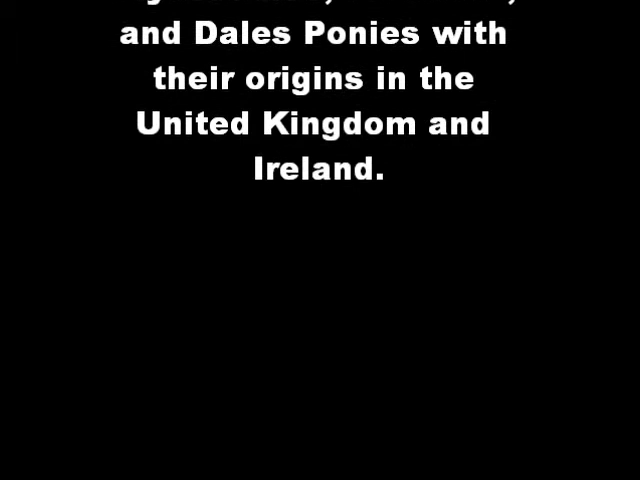 and Dales Ponies with
their origins in the
United Kingdom and
Ireland.